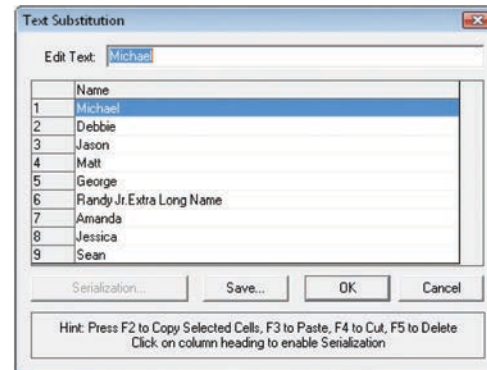 Text Substitution
Edit Text: Michael
Name
1 Michael
2 Debbie
3 Jason
4 Matt
5 George
6 Randy Jr.Extra Long Name
7 Amanda
8 Jessica
9 Sean
Serialization... Save... OK Cancel
Hint: Press F2 to Copy Selected Cells, F3 to Paste, F4 to Cut, F5 to Delete
Click on column heading to enable Serialization